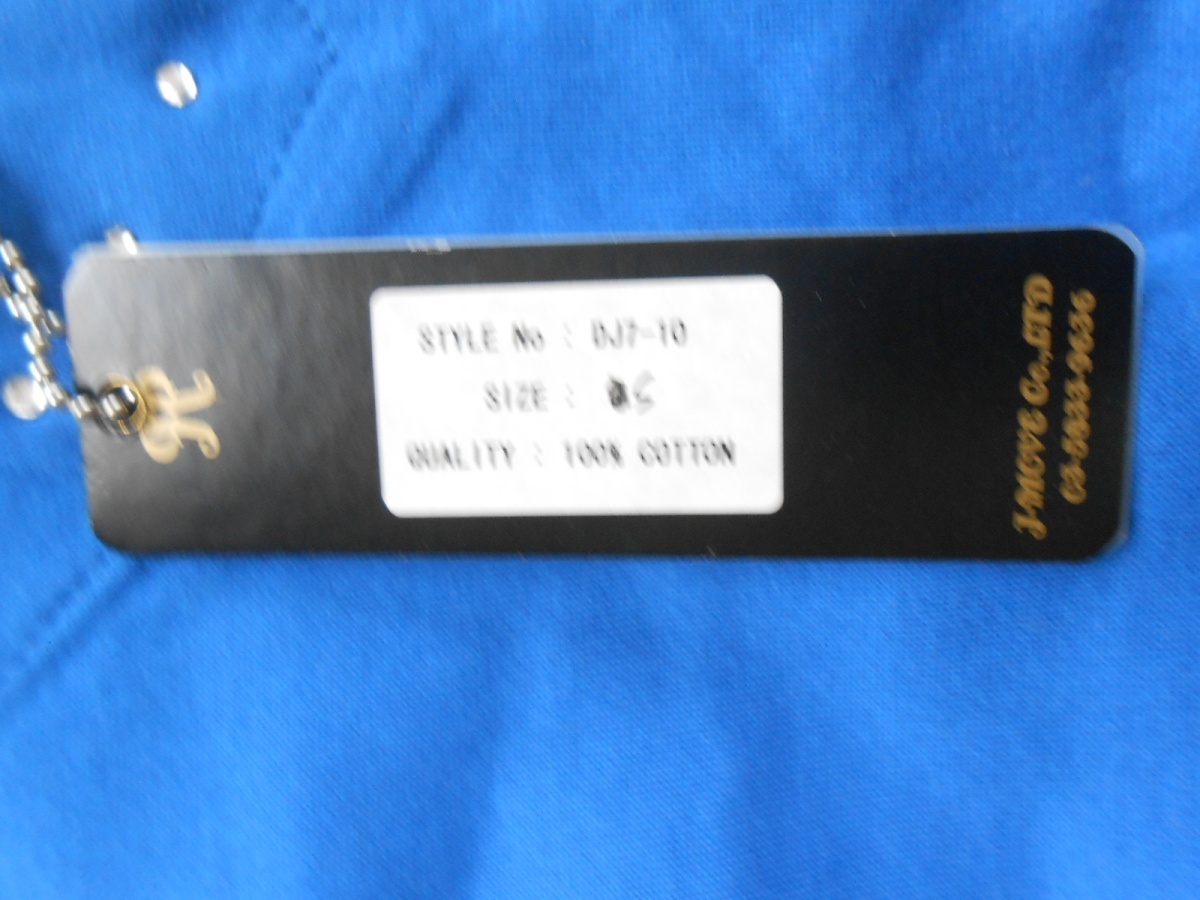 STYLE No : DJ7-10
SIZE : S
QUALITY : 100% COTTON
J-MOVE Co.,LTD